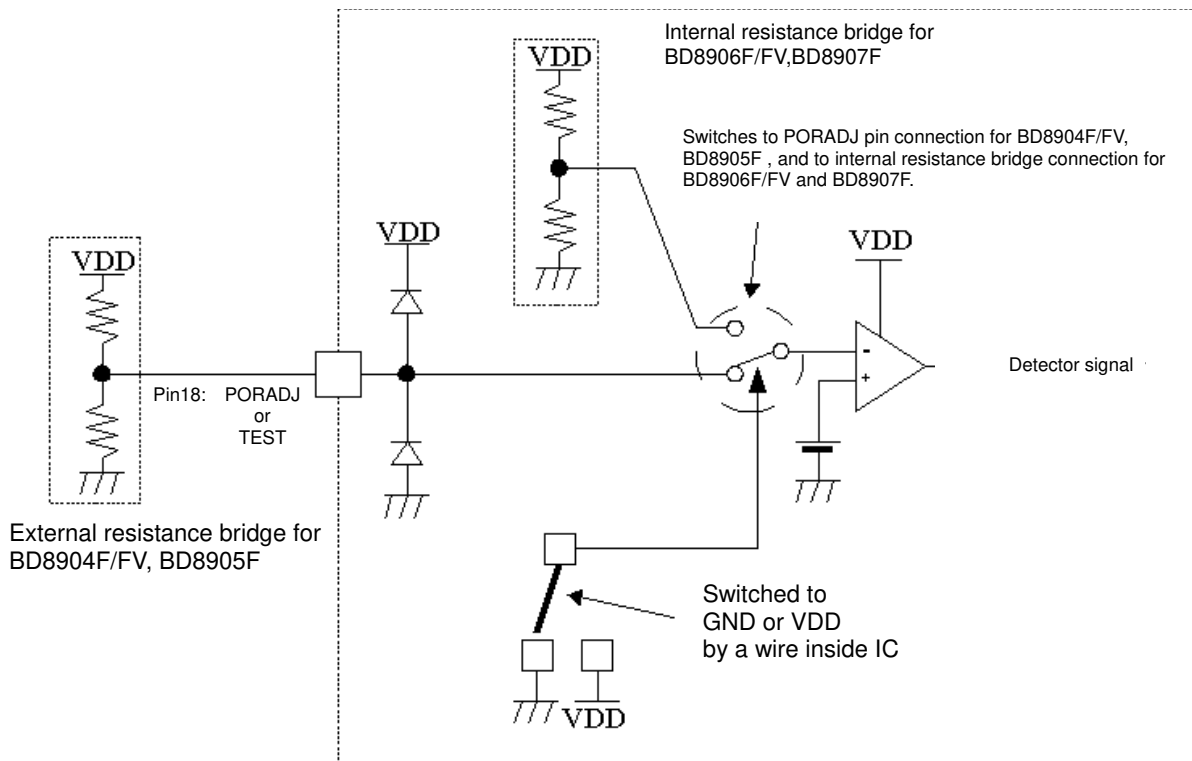 Internal resistance bridge for
BD8906F/FV,BD8907F
VDD
Switches to PORADJ pin connection for BD8904F/FV,
BD8905F , and to internal resistance bridge connection for
BD8906F/FV and BD8907F.
VDD
VDD
VDD
-
+
Detector signal
Pin18: PORADJ
or
TEST
External resistance bridge for
BD8904F/FV, BD8905F
Switched to
GND or VDD
by a wire inside IC
VDD